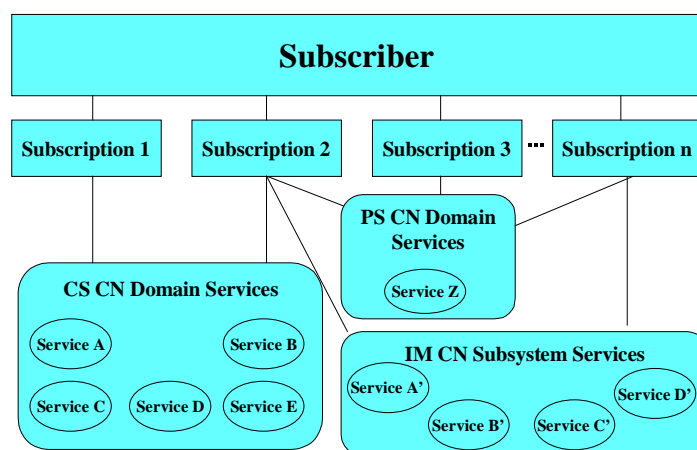 Subscriber
Subscription 1
Subscription 2
Subscription 3
...
Subscription n
PS CN Domain
Services
Service Z
CS CN Domain Services
Service A
Service B
Service C
Service D
Service E
IM CN Subsystem Services
Service A’
Service B’
Service C’
Service D’